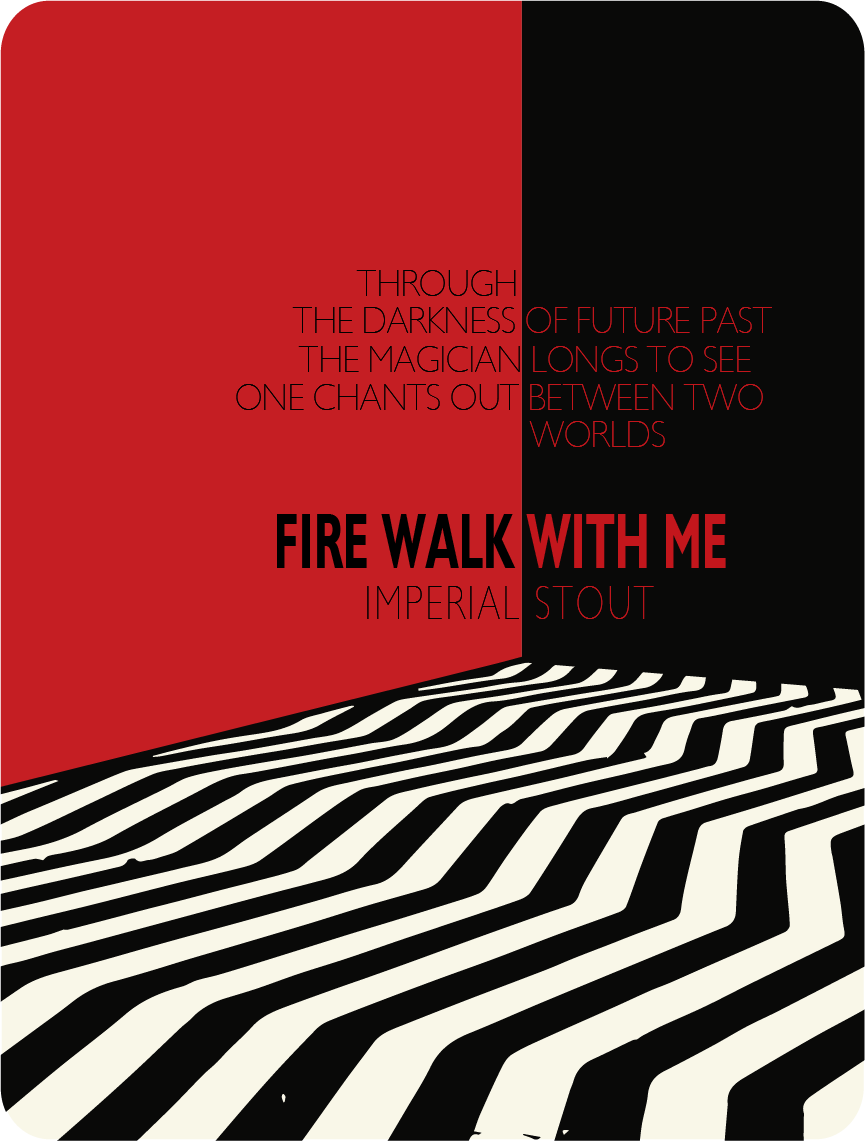 THROUGH
THE DARKNESS OF FUTURE PAST
THE MAGICIAN LONGS TO SEE
ONE CHANTS OUT BETWEEN TWO
WORLDS
FIRE WALK WITH ME
IMPERIAL STOUT